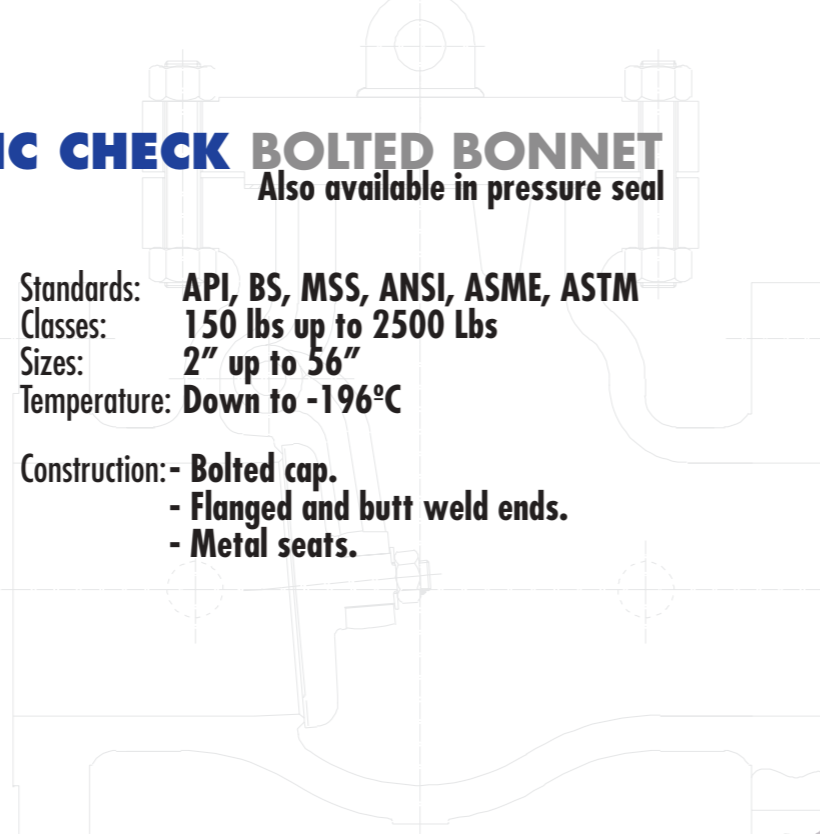 IC CHECK BOLTED BONNET
Also available in pressure seal
Standards: API, BS, MSS, ANSI, ASME, ASTM
Classes: 150 lbs up to 2500 Lbs
Sizes: 2” up to 56”
Temperature: Down to -196ºC
Construction: - Bolted cap.
- Flanged and butt weld ends.
- Metal seats.